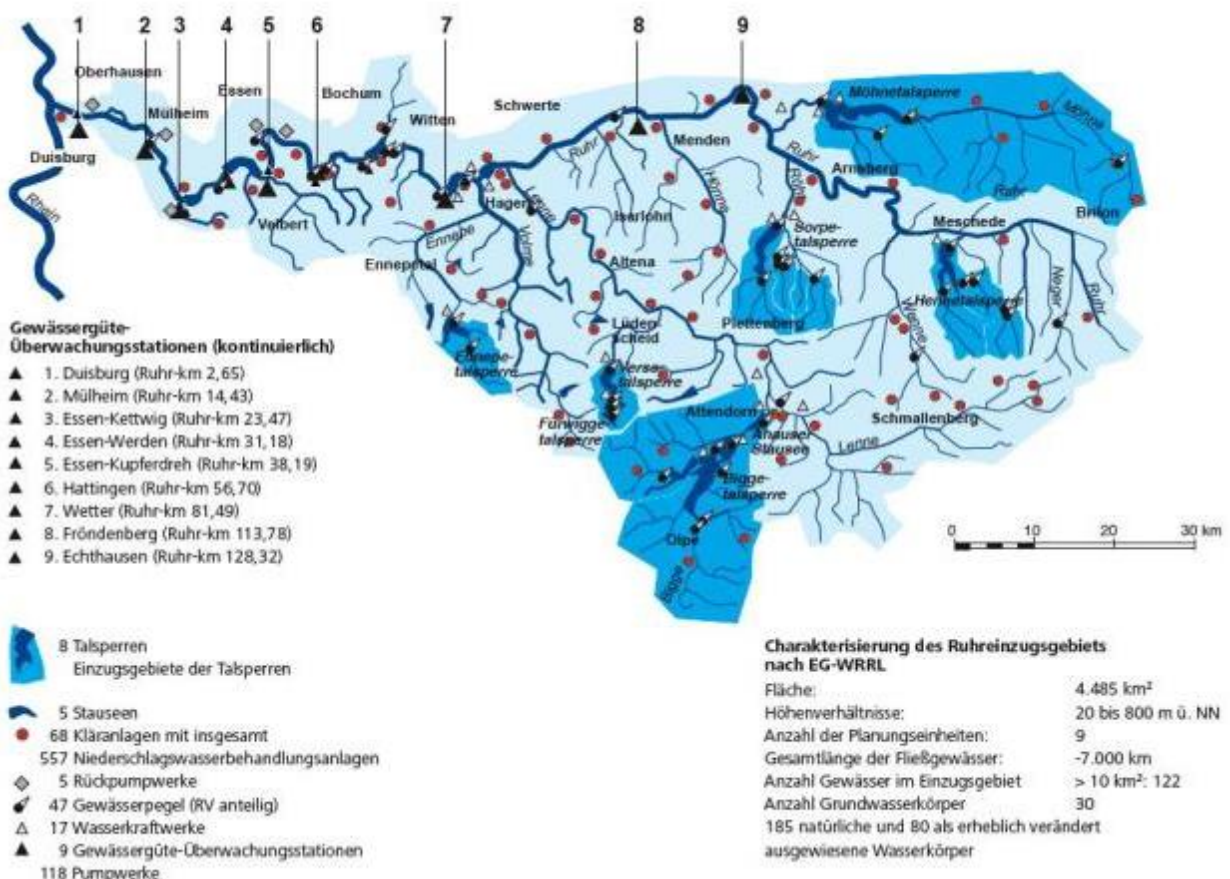 1 2 3 4 5 6 7 8 9
Oberhausen
Mülheim
Essen
Bochum
Witten
Schwerte
Menden
Möhnetalsperre
Möhne
Duisburg
Rhein
Velbert
Hagen
Ruhr
Lenne
Iserlohn
Hönne
Ruhr
Röhr
Arnsberg
Ruhr
Brilon
Meschede
Ennepe
Ennepetal
Volme
Altena
Sorpe-
talsperre
Hennetalsperre
Neger
Ruhr
Wenne
Plettenberg
Lüden-
scheid
Ennepe-
talsperre
Verse-
talsperre
Fürwigge-
talsperre
Attendorn
Ahauser
Stausee
Schmallenberg
Lenne
Bigge-
talsperre
Olpe
Bigge
0 10 20 30 km
Gewässergüte-
Überwachungsstationen (kontinuierlich)
1. Duisburg (Ruhr-km 2,65)
2. Mülheim (Ruhr-km 14,43)
3. Essen-Kettwig (Ruhr-km 23,47)
4. Essen-Werden (Ruhr-km 31,18)
5. Essen-Kupferdreh (Ruhr-km 38,19)
6. Hattingen (Ruhr-km 56,70)
7. Wetter (Ruhr-km 81,49)
8. Fröndenberg (Ruhr-km 113,78)
9. Echthausen (Ruhr-km 128,32)
8 Talsperren
Einzugsgebiete der Talsperren
5 Stauseen
68 Kläranlagen mit insgesamt
557 Niederschlagswasserbehandlungsanlagen
5 Rückpumpwerke
47 Gewässerpegel (RV anteilig)
17 Wasserkraftwerke
9 Gewässergüte-Überwachungsstationen
118 Pumpwerke
Charakterisierung des Ruhreinzugsgebiets
nach EG-WRRL
Fläche: 4.485 km²
Höhenverhältnisse: 20 bis 800 m ü. NN
Anzahl der Planungseinheiten: 9
Gesamtlänge der Fließgewässer: -7.000 km
Anzahl Gewässer im Einzugsgebiet > 10 km²: 122
Anzahl Grundwasserkörper 30
185 natürliche und 80 als erheblich verändert
ausgewiesene Wasserkörper